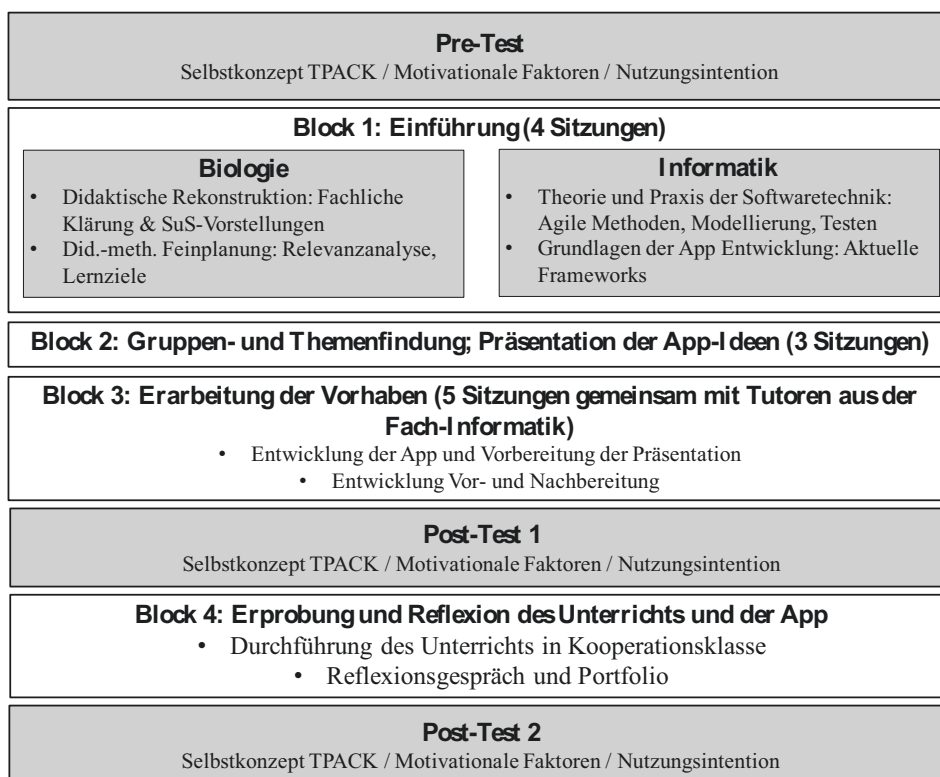 Pre-Test
Selbstkonzept TPACK / Motivationale Faktoren / Nutzungsintention
Block 1: Einführung (4 Sitzungen)
Biologie
• Didaktische Rekonstruktion: Fachliche
Klärung & SuS-Vorstellungen
• Did.-meth. Feinplanung: Relevanzanalyse,
Lernziele
Informatik
• Theorie und Praxis der Softwaretechnik:
Agile Methoden, Modellierung, Testen
• Grundlagen der App Entwicklung: Aktuelle
Frameworks
Block 2: Gruppen- und Themenfindung; Präsentation der App-Ideen (3 Sitzungen)
Block 3: Erarbeitung der Vorhaben (5 Sitzungen gemeinsam mit Tutoren aus der
Fach-Informatik)
• Entwicklung der App und Vorbereitung der Präsentation
• Entwicklung Vor- und Nachbereitung
Post-Test 1
Selbstkonzept TPACK / Motivationale Faktoren / Nutzungsintention
Block 4: Erprobung und Reflexion des Unterrichts und der App
• Durchführung des Unterrichts in Kooperationsklasse
• Reflexionsgespräch und Portfolio
Post-Test 2
Selbstkonzept TPACK / Motivationale Faktoren / Nutzungsintention